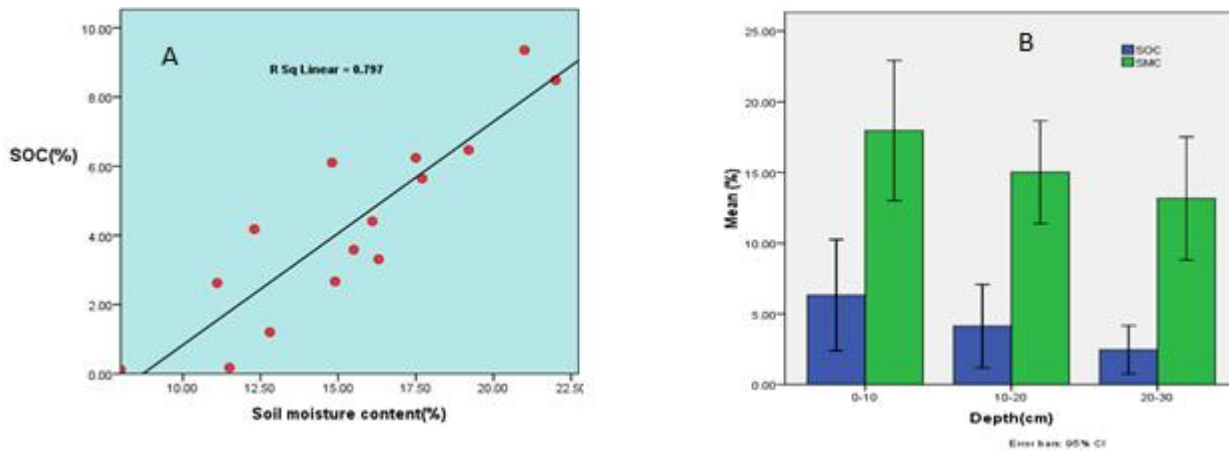 A
R Sq Linear = 0.797
SOC(%)
10.00
8.00
6.00
4.00
2.00
0.00
10.00 12.50 15.00 17.50 20.00 22.50
Soil moisture content(%)
B
SOC
SMC
Mean (%)
25.00
20.00
15.00
10.00
5.00
0.00
0-10 10-20 20-30
Depth(cm)
Error bars: 95% CI